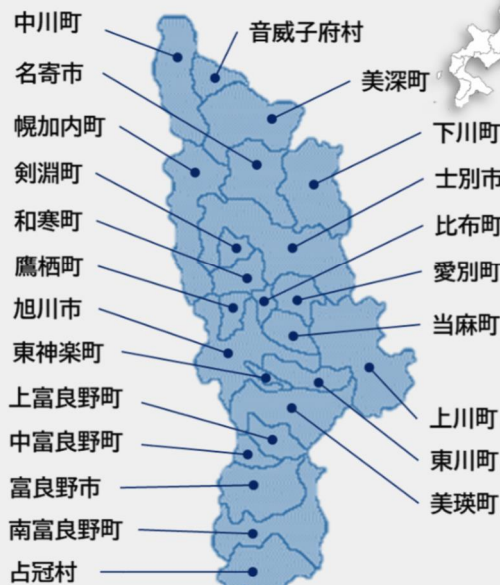 中川町
音威子府村
名寄市
美深町
幌加内町
下川町
剣淵町
士別市
和寒町
比布町
鷹栖町
愛別町
旭川市
当麻町
東神楽町
上富良野町
上川町
中富良野町
東川町
富良野市
美瑛町
南富良野町
占冠村